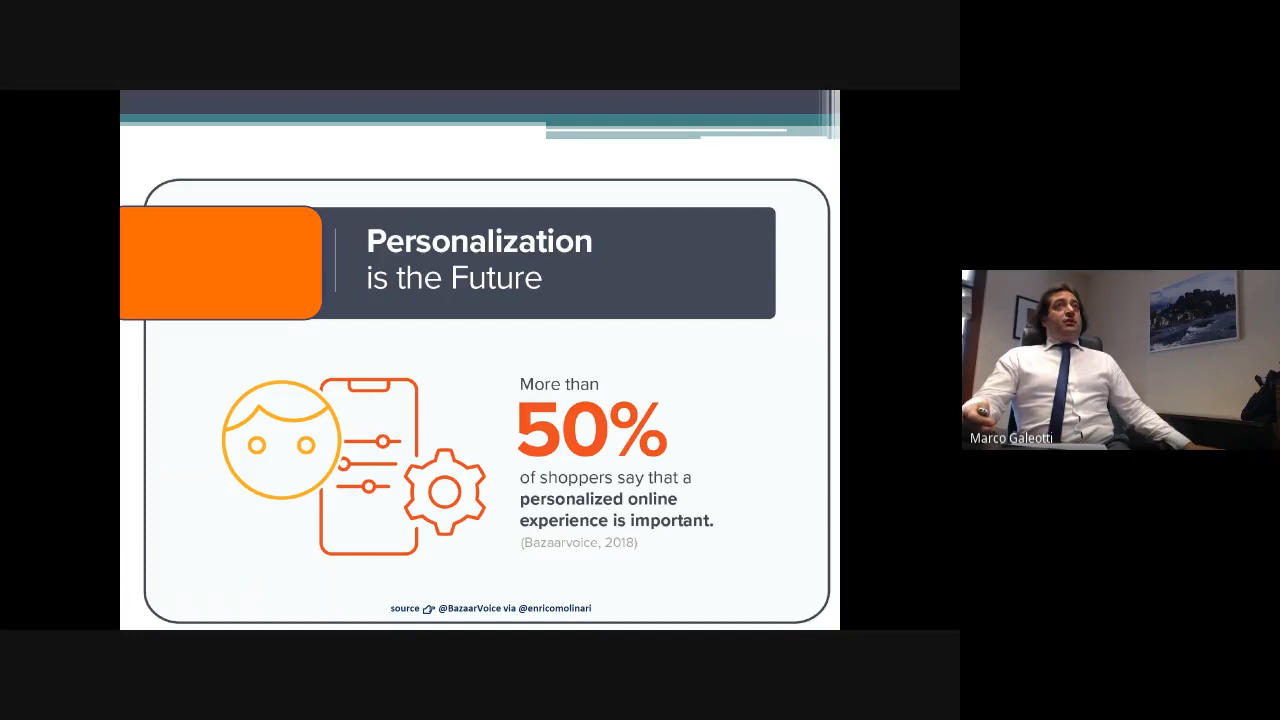 Personalization
is the Future
More than
50%
of shoppers say that a
personalized online
experience is important.
(Bazaarvoice, 2018)
source @BazaarVoice via @enricomolinari
Marco Galeotti